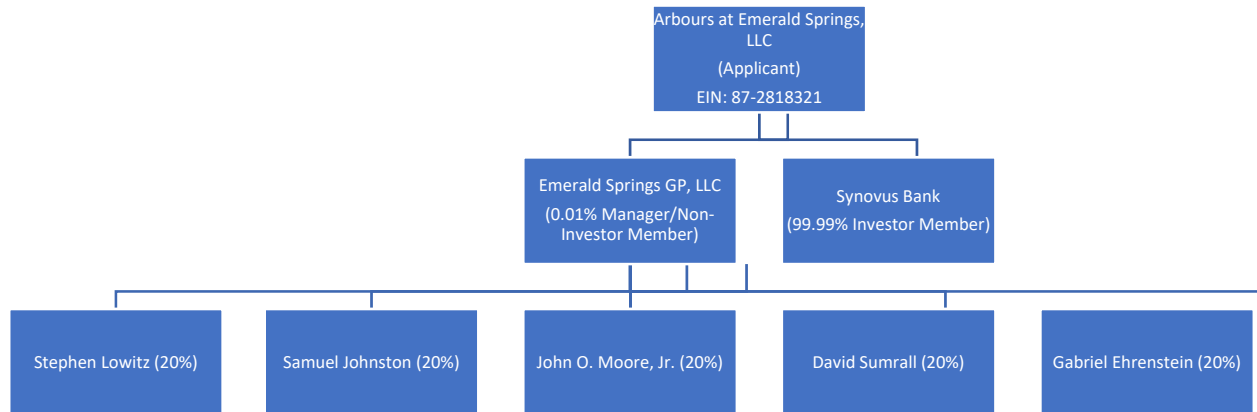 Arbours at Emerald Springs,
LLC
(Applicant)
EIN: 87-2818321
Emerald Springs GP, LLC
(0.01% Manager/Non-
Investor Member)
Synovus Bank
(99.99% Investor Member)
Stephen Lowitz (20%)
Samuel Johnston (20%)
John O. Moore, Jr. (20%)
David Sumrall (20%)
Gabriel Ehrenstein (20%)